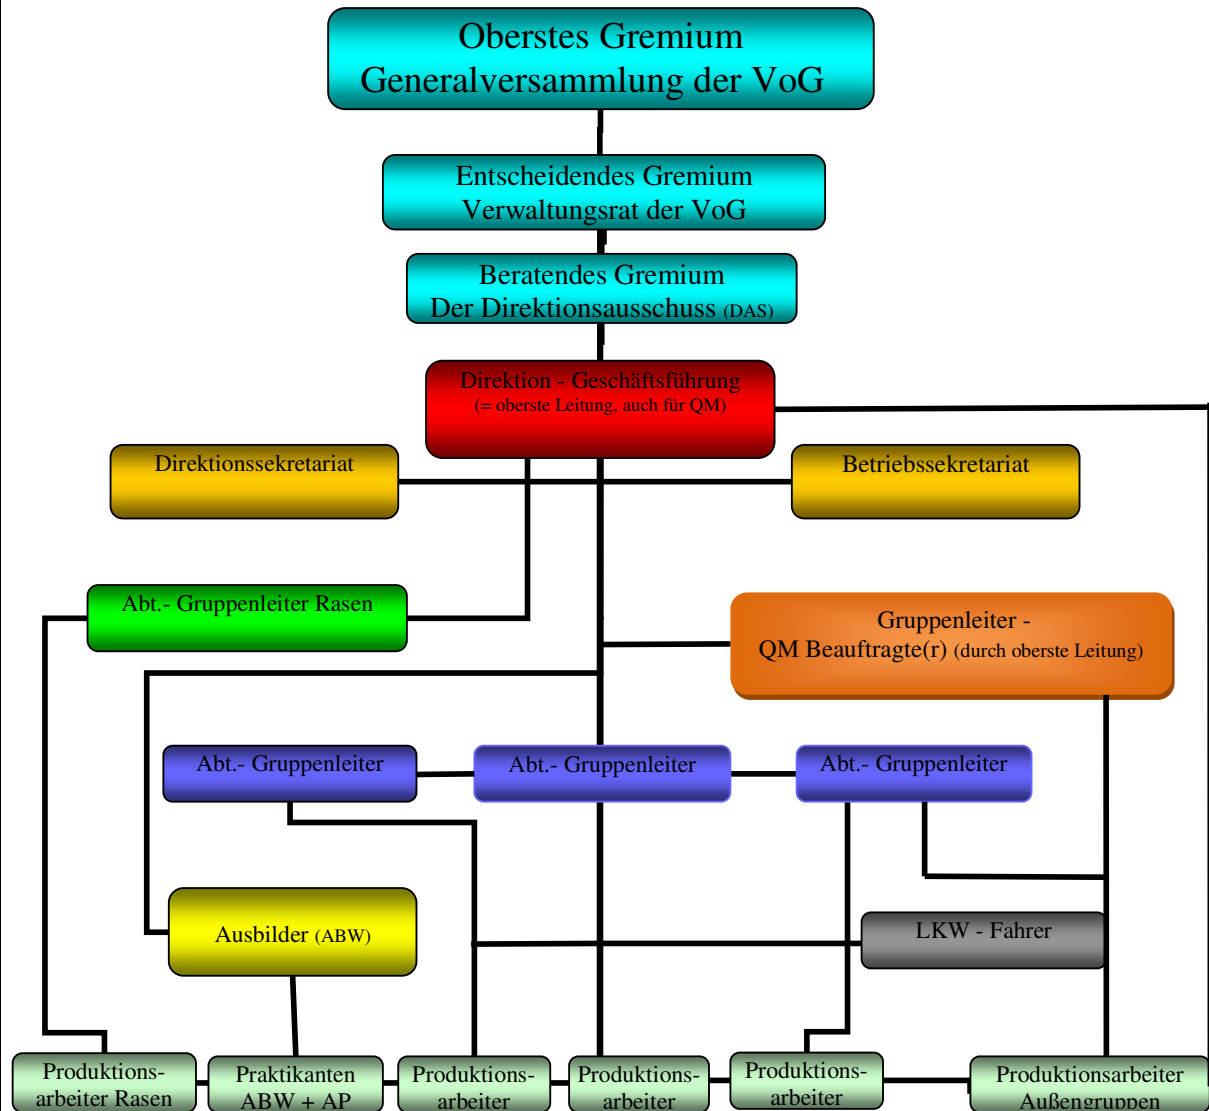 Oberstes Gremium
Generalversammlung der VoG
Entscheidendes Gremium
Verwaltungsrat der VoG
Beratendes Gremium
Der Direktionsausschuss (DAS)
Direktion - Geschäftsführung
(= oberste Leitung, auch für QM)
Direktionssekretariat
Betriebssekretariat
Abt.- Gruppenleiter Rasen
Gruppenleiter -
QM Beauftragte(r) (durch oberste Leitung)
Abt.- Gruppenleiter
Abt.- Gruppenleiter
Abt.- Gruppenleiter
Ausbilder (ABW)
LKW - Fahrer
Produktions-
arbeiter Rasen
Praktikanten
ABW + AP
Produktions-
arbeiter
Produktions-
arbeiter
Produktions-
arbeiter
Produktionsarbeiter
Außengruppen